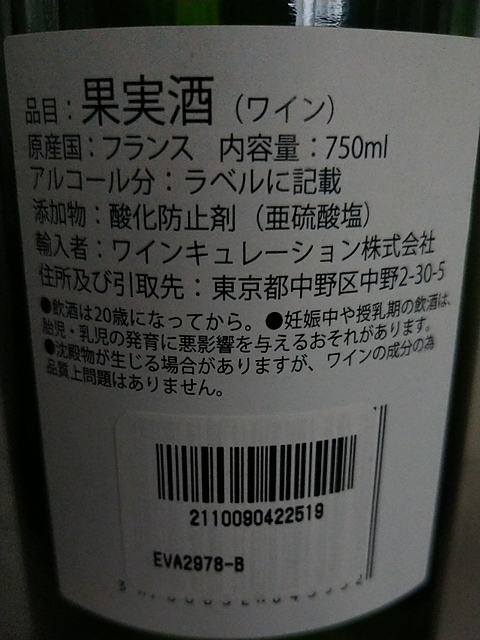 品目：果実酒（ワイン）
原産国：フランス　内容量：750ml
アルコール分：ラベルに記載
添加物：酸化防止剤（亜硫酸塩）
輸入者：ワインキュレーション株式会社
住所及び引取先：東京都中野区中野2-30-5
●飲酒は20歳になってから。●妊娠中や授乳期の飲酒は、
胎児・乳児の発育に悪影響を与えるおそれがあります。
●沈殿物が生じる場合がありますが、ワインの成分の為
品質上問題はありません。
2110090422519
EVA2978-B